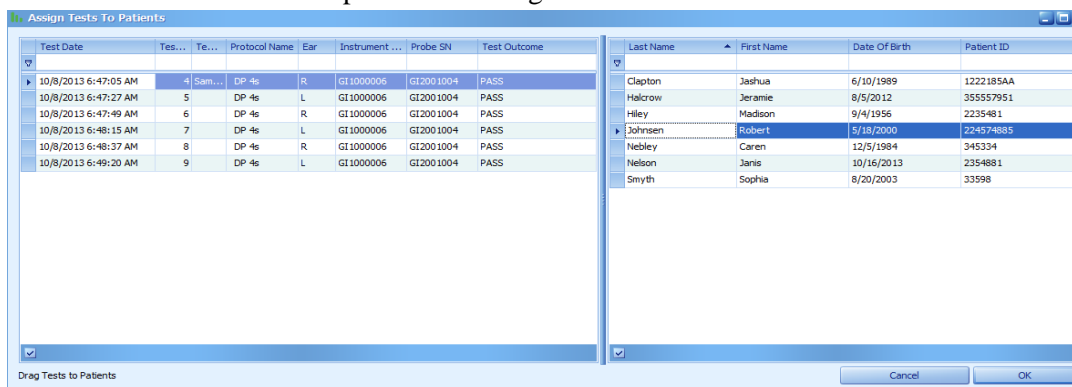 Assign Tests To Patients
Test Date Tes... Te... Protocol Name Ear Instrument ... Probe SN Test Outcome
10/8/2013 6:47:05 AM 4 Sam... DP 4s R GI1000006 GI2001004 PASS
10/8/2013 6:47:27 AM 5 DP 4s L GI1000006 GI2001004 PASS
10/8/2013 6:47:49 AM 6 DP 4s R GI1000006 GI2001004 PASS
10/8/2013 6:48:15 AM 7 DP 4s L GI1000006 GI2001004 PASS
10/8/2013 6:48:37 AM 8 DP 4s R GI1000006 GI2001004 PASS
10/8/2013 6:49:20 AM 9 DP 4s L GI1000006 GI2001004 PASS
Last Name First Name Date Of Birth Patient ID
Clapton Jashua 6/10/1989 1222185AA
Halcrow Jeramie 8/5/2012 355557951
Hiley Madison 9/4/1956 2235481
Johnsen Robert 5/18/2000 224574885
Nebley Caren 12/5/1984 345334
Nelson Janis 10/16/2013 2354881
Smyth Sophia 8/20/2003 33598
Drag Tests to Patients
Cancel OK